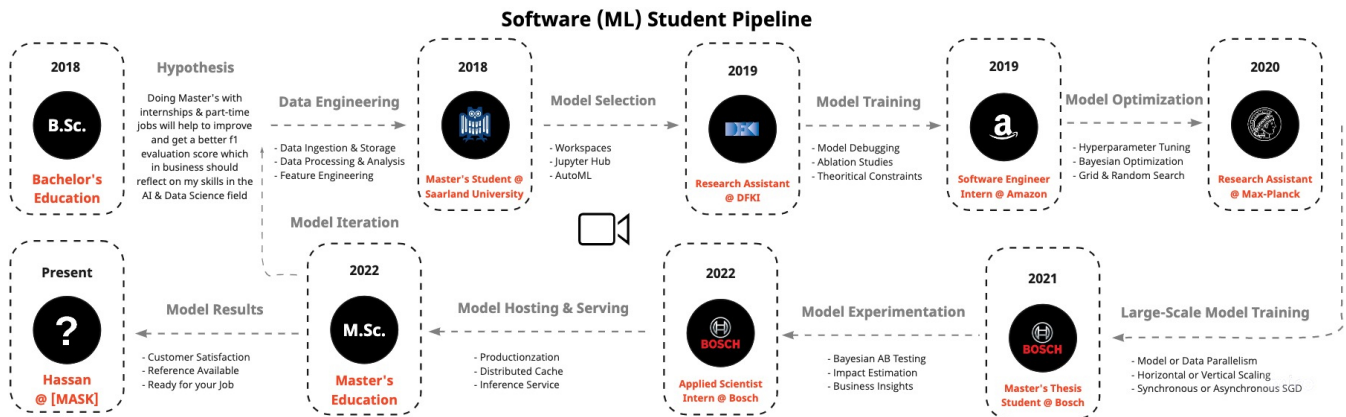 Software (ML) Student Pipeline
2018
B.Sc.
Bachelor's
Education
Hypothesis
Doing Master's with
internships & part-time
jobs will help to improve
and get a better f1
evaluation score which
in business should
reflect on my skills in the
AI & Data Science field
Data Engineering
- Data Ingestion & Storage
- Data Processing & Analysis
- Feature Engineering
2018
Master's Student @
Saarland University
Model Selection
- Workspaces
- Jupyter Hub
- AutoML
2019
DFKI
Research Assistant
@ DFKI
Model Training
- Model Debugging
- Ablation Studies
- Theoritical Constraints
2019
a
Software Engineer
Intern @ Amazon
Model Optimization
- Hyperparameter Tuning
- Bayesian Optimization
- Grid & Random Search
2020
Research Assistant
@ Max-Planck
Large-Scale Model Training
- Model or Data Parallelism
- Horizontal or Vertical Scaling
- Synchronous or Asynchronous SGD
2021
BOSCH
Master's Thesis
Student @ Bosch
Model Experimentation
- Bayesian AB Testing
- Impact Estimation
- Business Insights
2022
BOSCH
Applied Scientist
Intern @ Bosch
Model Hosting & Serving
- Productionzation
- Distributed Cache
- Inference Service
2022
M.Sc.
Master's
Education
Model Iteration
Model Results
- Customer Satisfaction
- Reference Available
- Ready for your Job
Present
?
Hassan
@ [MASK]